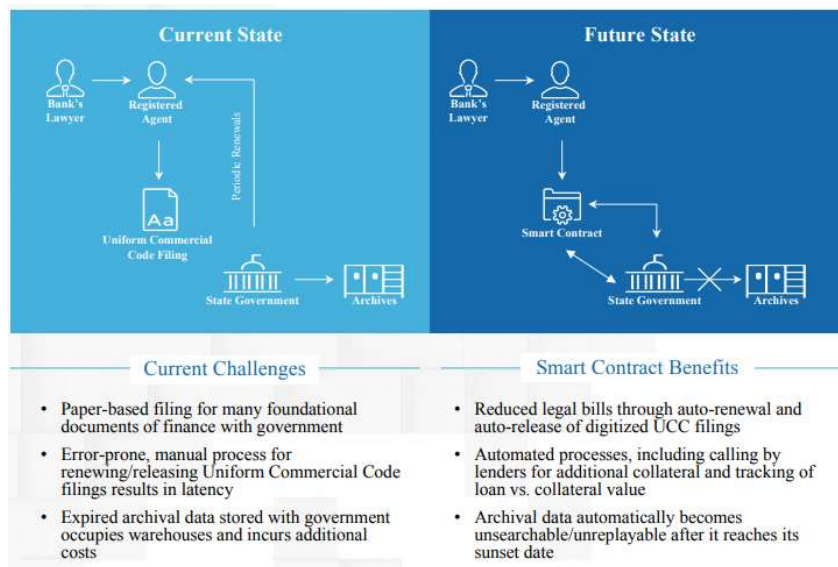 Current State
Bank's
Lawyer
Registered
Agent
Periodic Renewals
Aa
Uniform Commercial
Code Filing
State Government
Archives
Future State
Bank's
Lawyer
Registered
Agent
Smart Contract
State Government
Archives
Current Challenges
• Paper-based filing for many foundational
documents of finance with government
• Error-prone, manual process for
renewing/releasing Uniform Commercial Code
filings results in latency
• Expired archival data stored with government
occupies warehouses and incurs additional
costs
Smart Contract Benefits
• Reduced legal bills through auto-renewal and
auto-release of digitized UCC filings
• Automated processes, including calling by
lenders for additional collateral and tracking of
loan vs. collateral value
• Archival data automatically becomes
unsearchable/unreplayable after it reaches its
sunset date